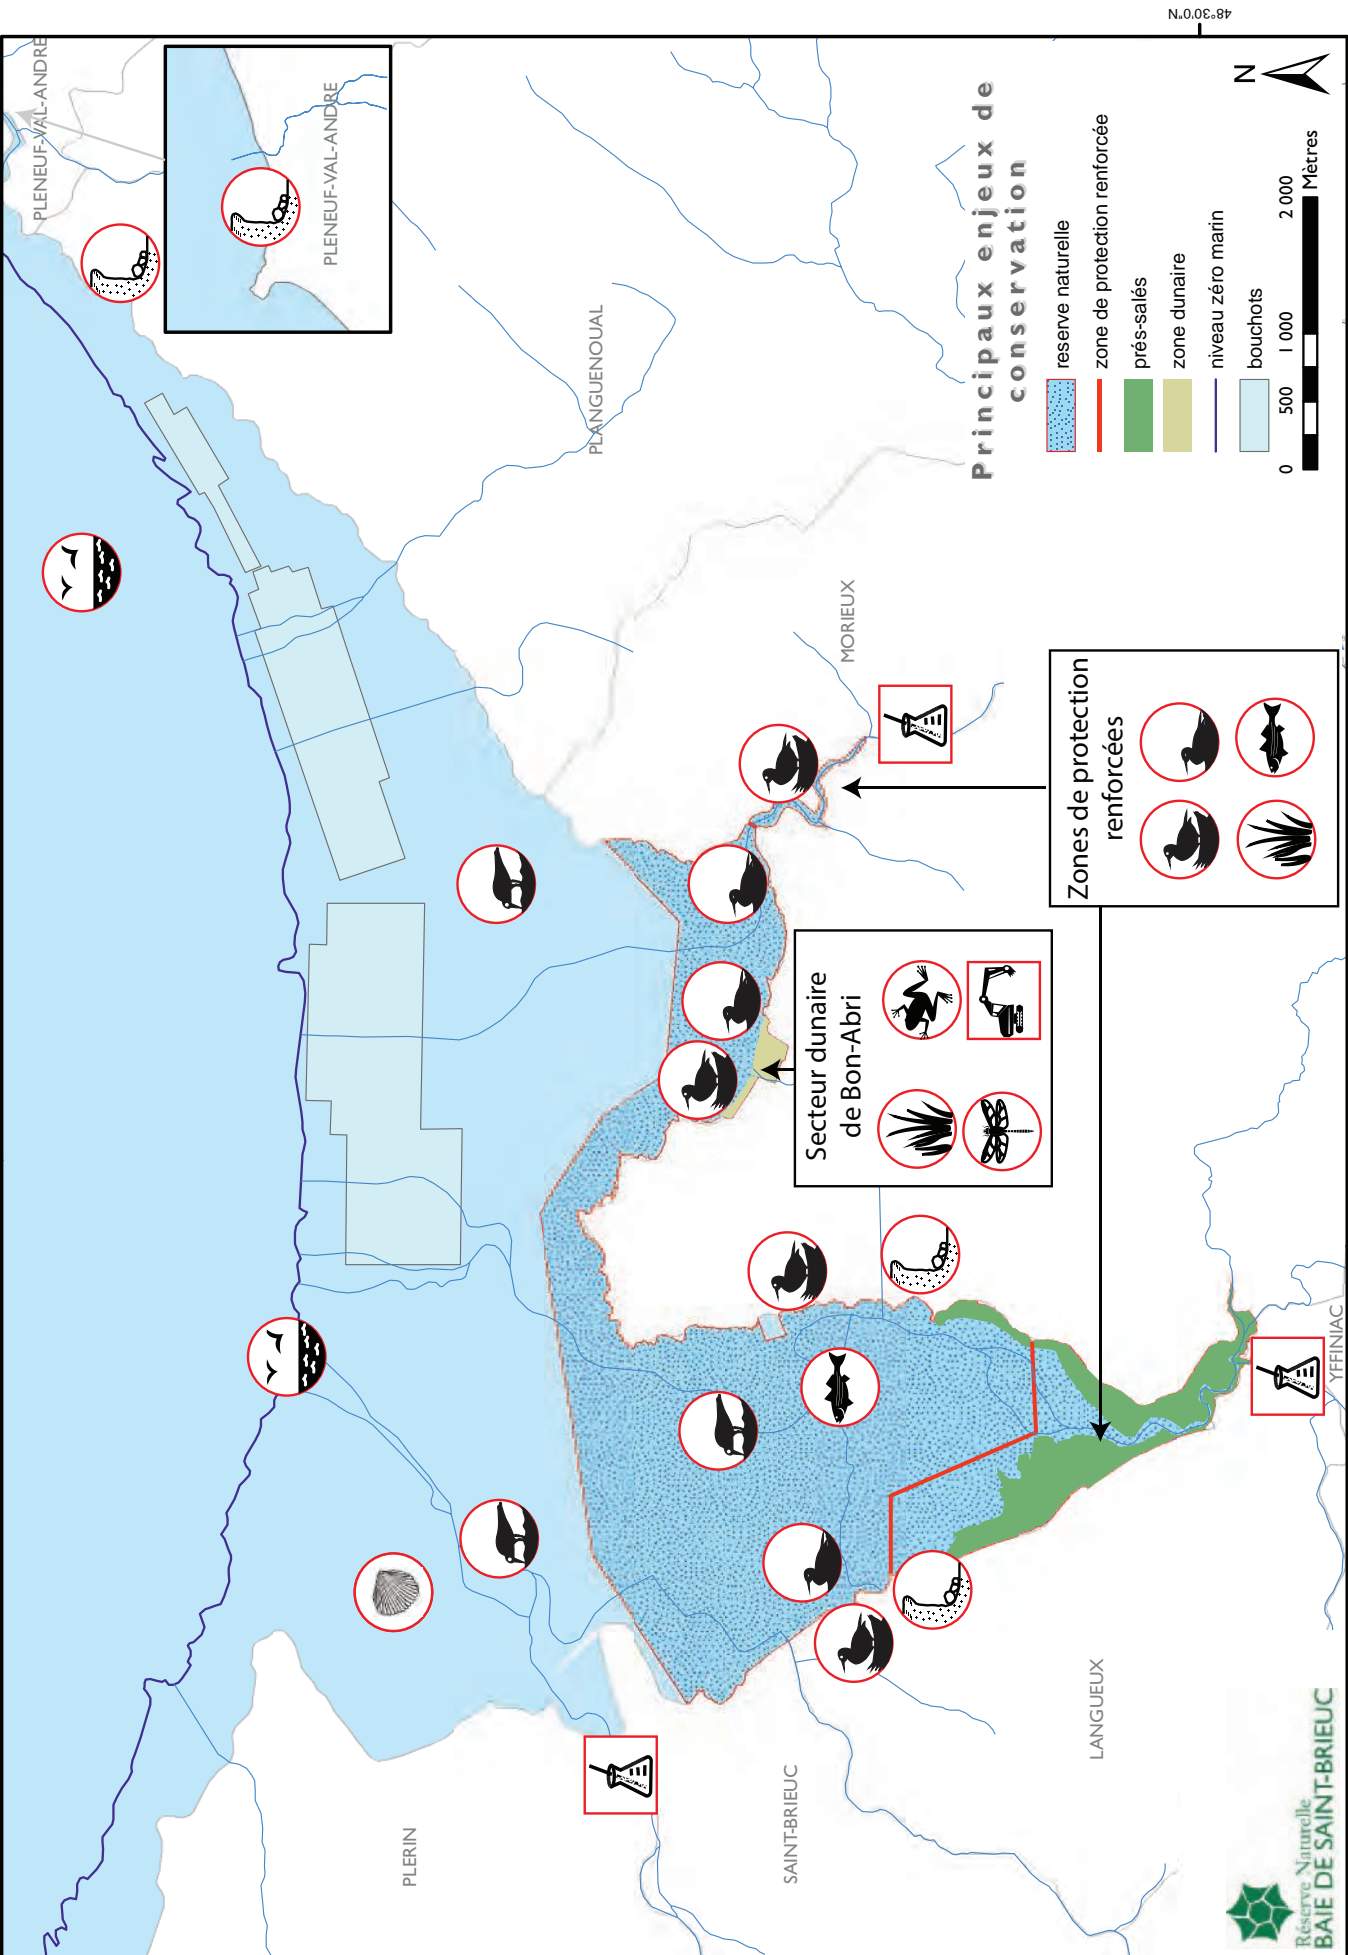 48°30'0"N
PLENEUF-VAL-ANDRE
PLENEUF-VAL-ANDRE
PLANGUENOUAL
MORIEUX
YFFINIAC
LANGUEUX
SAINT-BRIEUC
PLERIN
Secteur dunaire
de Bon-Abri
Zones de protection
renforcées
Principaux enjeux de
conservation
reserve naturelle
zone de protection renforcée
prés-salés
zone dunaire
niveau zéro marin
bouchots
0 500 1 000 2 000
Mètres
N
Réserve Naturelle
BAIE DE SAINT-BRIEUC